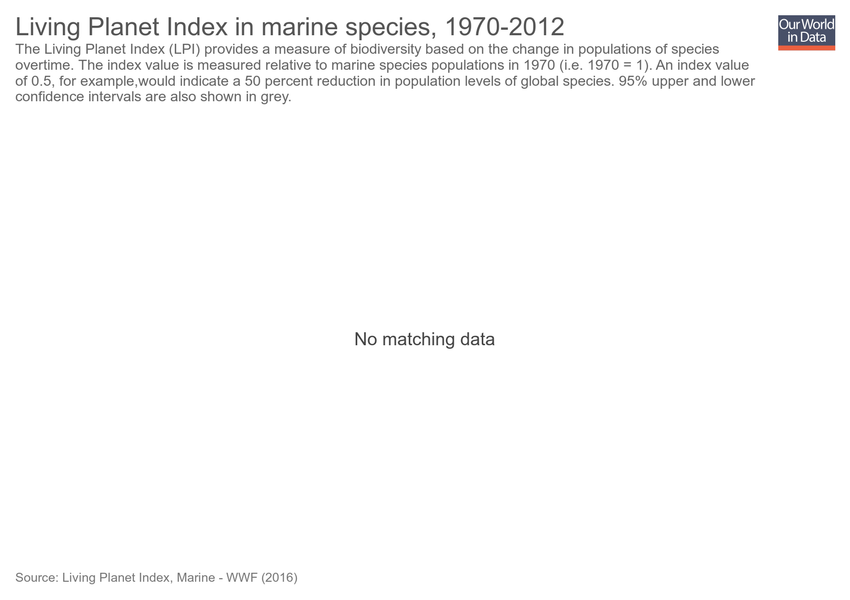 Living Planet Index in marine species, 1970-2012
Our World
in Data
The Living Planet Index (LPI) provides a measure of biodiversity based on the change in populations of species
overtime. The index value is measured relative to marine species populations in 1970 (i.e. 1970 = 1). An index value
of 0.5, for example,would indicate a 50 percent reduction in population levels of global species. 95% upper and lower
confidence intervals are also shown in grey.
No matching data
Source: Living Planet Index, Marine - WWF (2016)